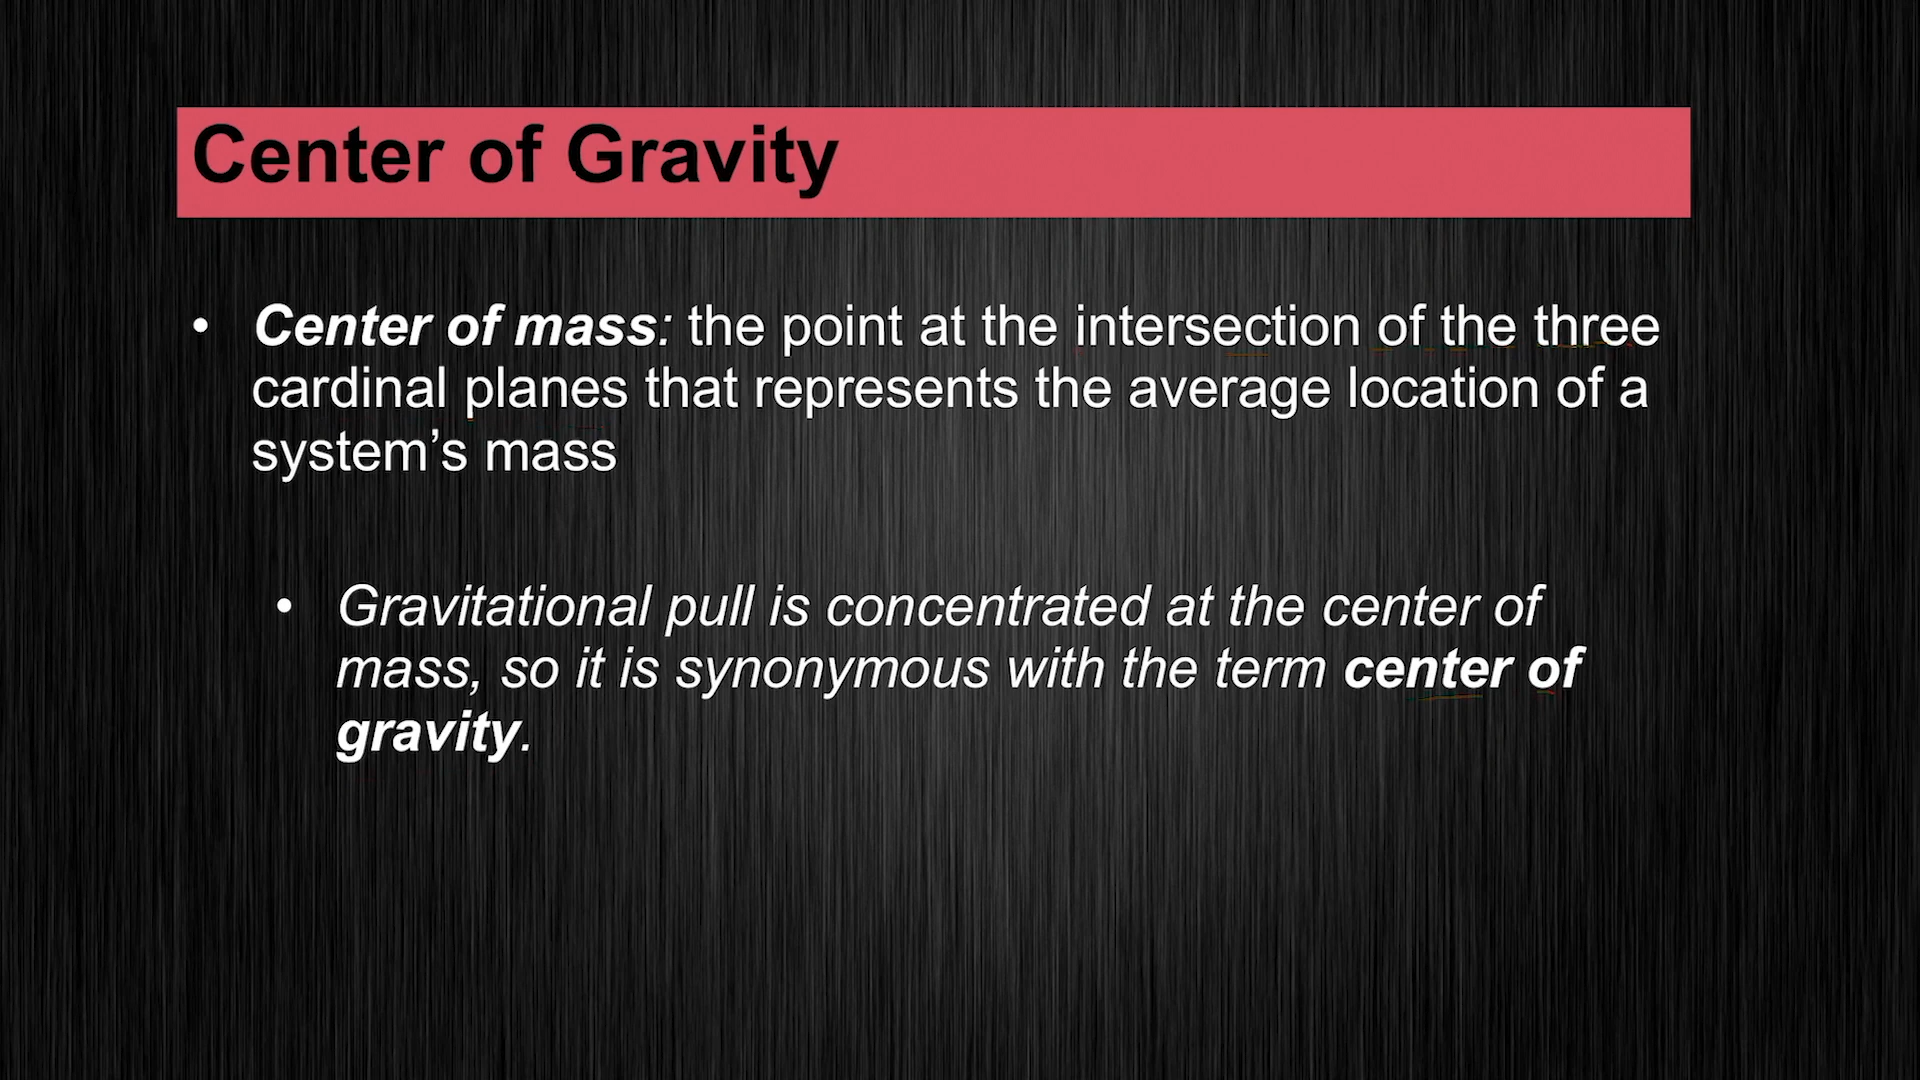 Center of Gravity
• Center of mass: the point at the intersection of the three
cardinal planes that represents the average location of a
system’s mass
• Gravitational pull is concentrated at the center of
mass, so it is synonymous with the term center of
gravity.